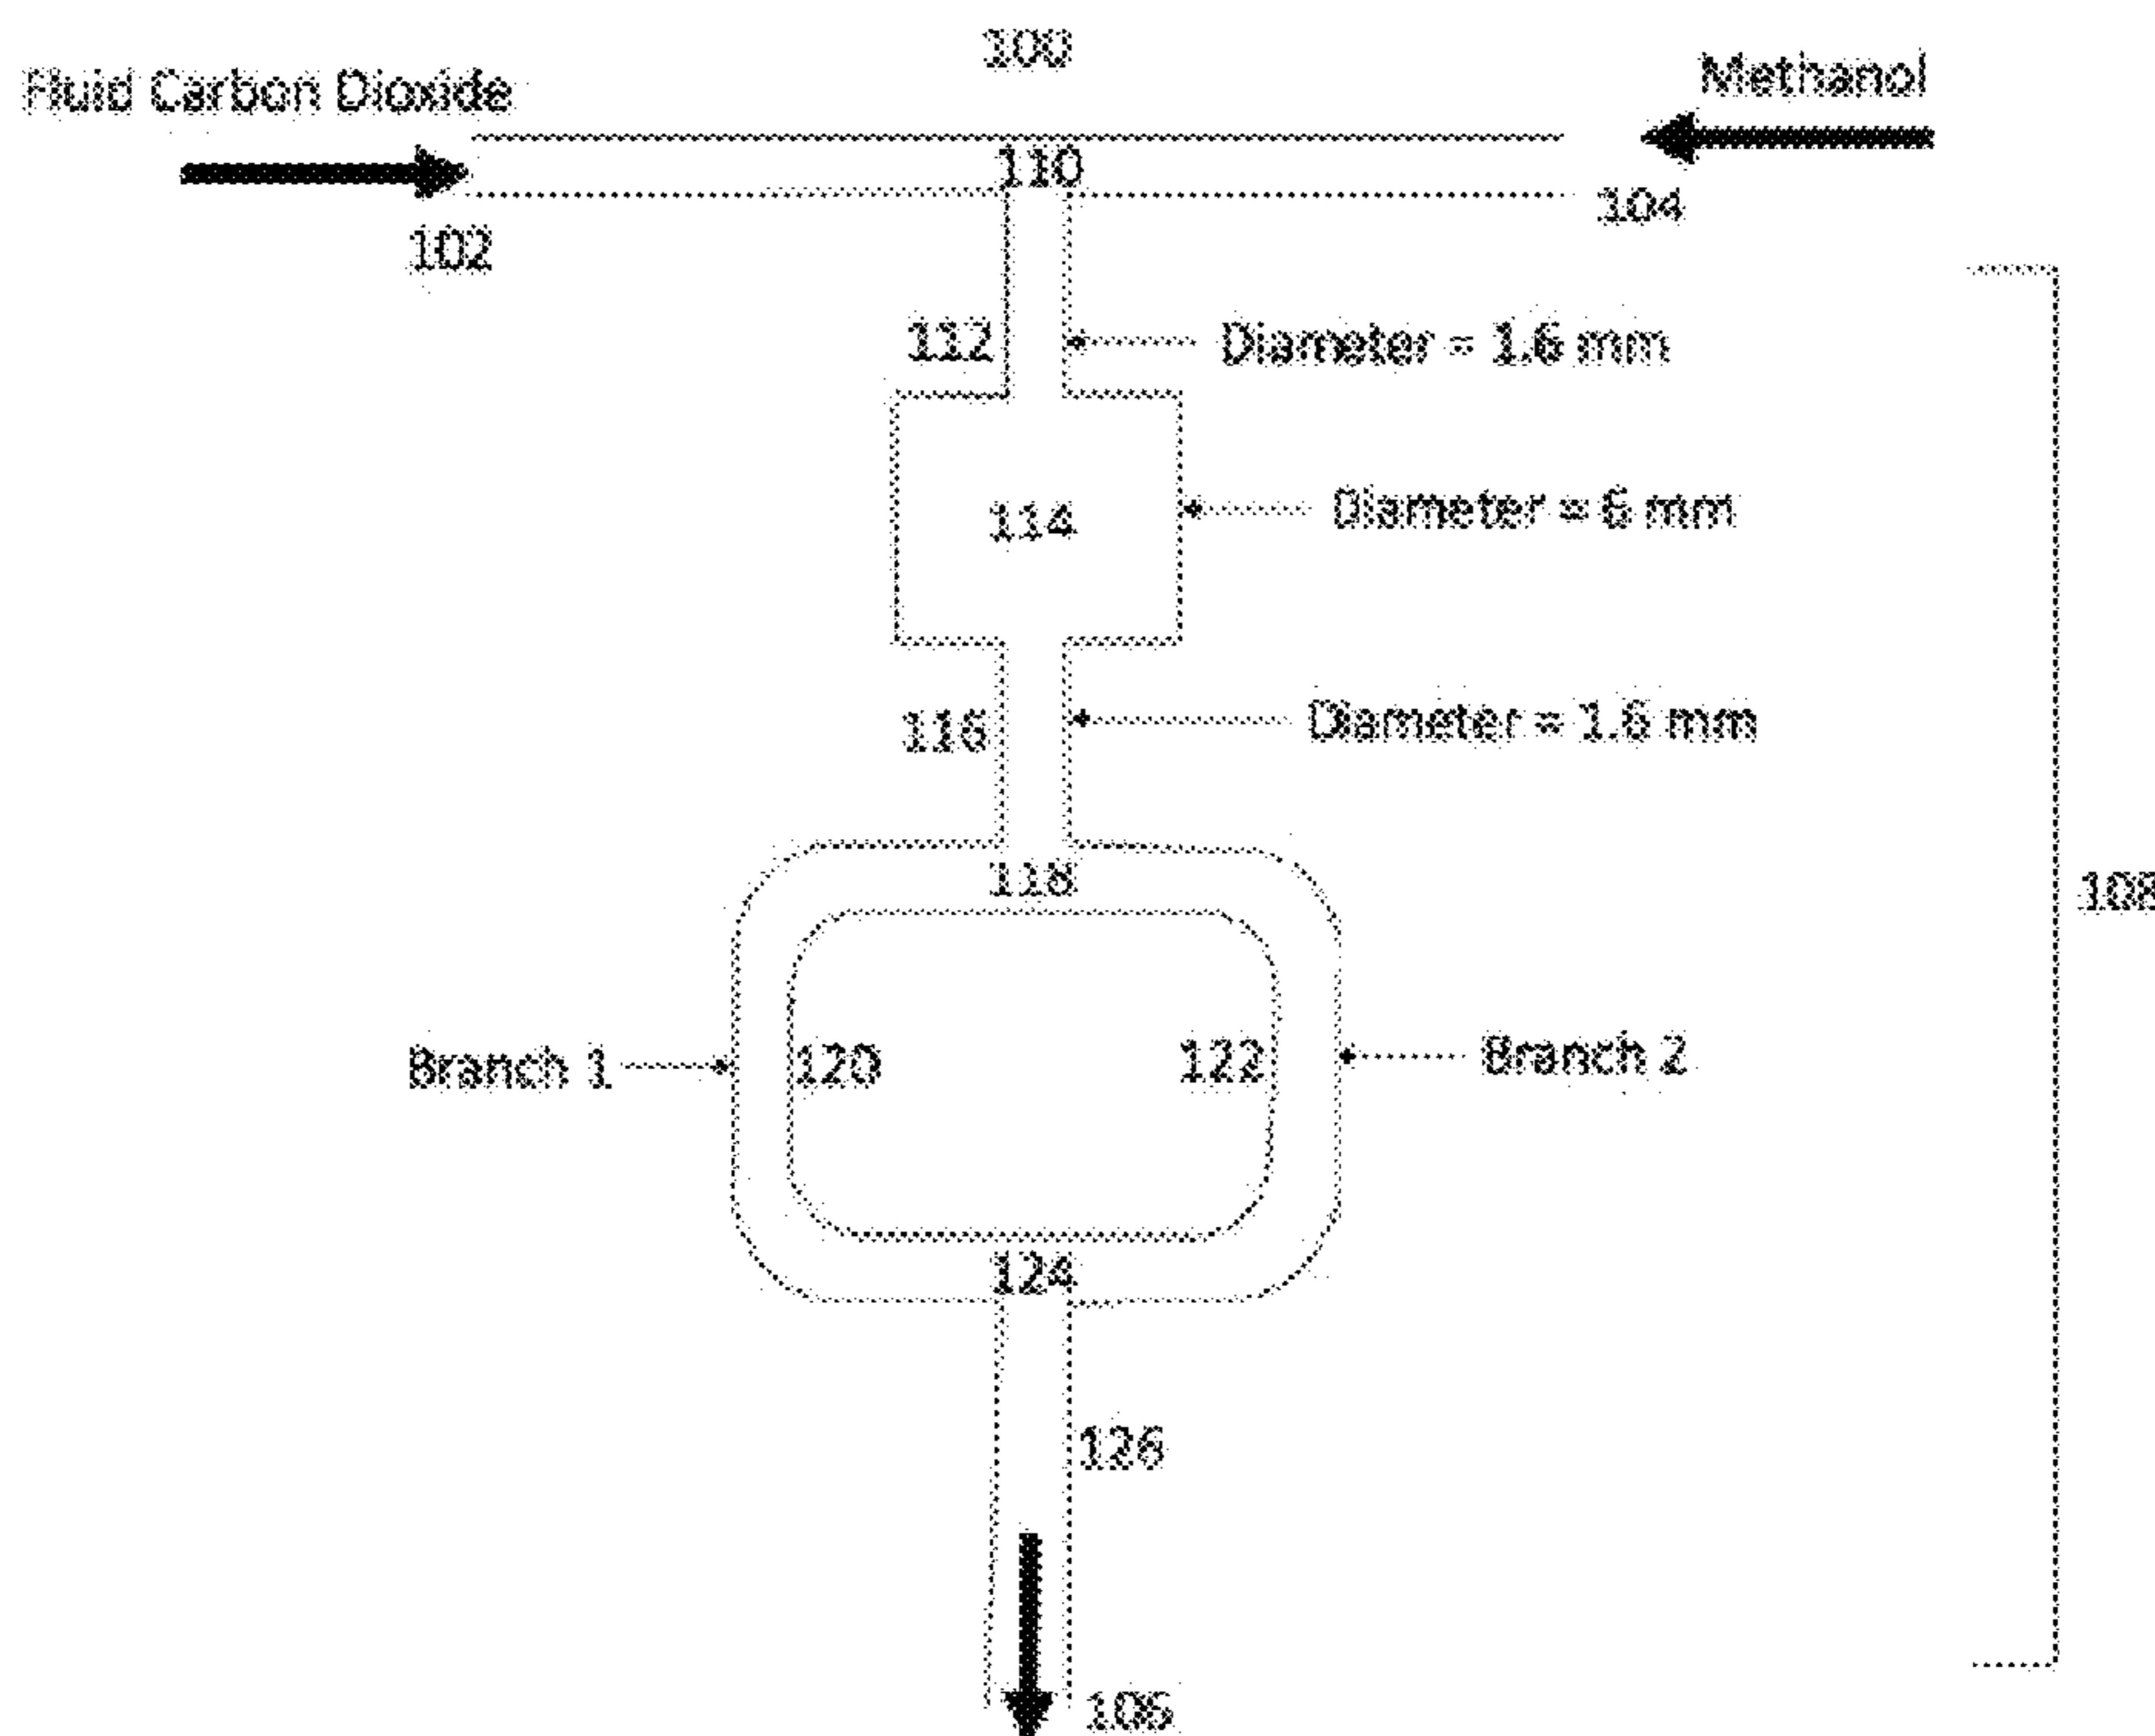 100
Fluid Carbon Dioxide
Methanol
110
104
102
112
Diameter = 1.6 mm
114
Diameter = 6 mm
116
Diameter = 1.6 mm
118
108
Branch 1
120
122
Branch 2
124
126
106